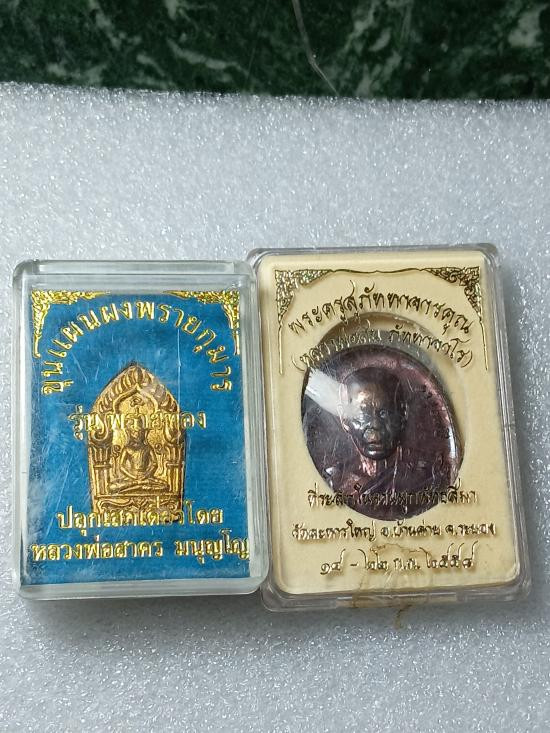 ขุนแผนผงพรายกุมาร
รุ่น พรายทอง
ปลุกเสกเดี่ยวโดย
หลวงพ่อสาคร มนุญฺโญ
พระครูสุภัททาจารคุณ
(หลวงพ่อสิน ภัททาจาโร)
ที่ระลึกในงานผูกพัทธสีมา
วัดละหารใหญ่ อ.บ้านค่าย จ.ระยอง
๑๔ - ๒๒ ก.พ. ๒๕๕๔